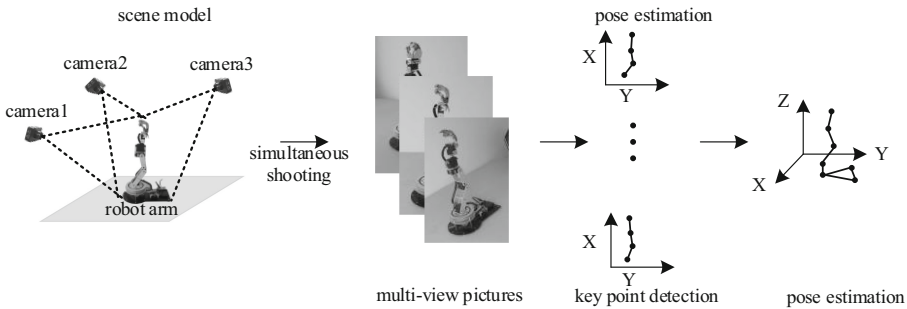 scene model
camera1
camera2
camera3
robot arm
simultaneous
shooting
multi-view pictures
pose estimation
X
Y
X
Y
key point detection
Z
Y
X
pose estimation